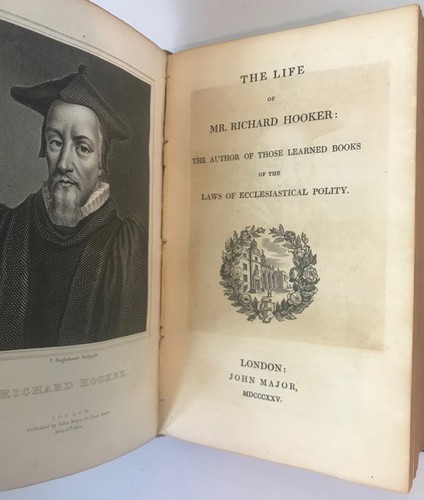 Sculpsit.
RICHARD HOOKER.
LONDON
THE LIFE
OF
MR. RICHARD HOOKER:
THE AUTHOR OF THOSE LEARNED BOOKS
OF THE
LAWS OF ECCLESIASTICAL POLITY.
LONDON:
JOHN MAJOR,
MDCCCXXV.